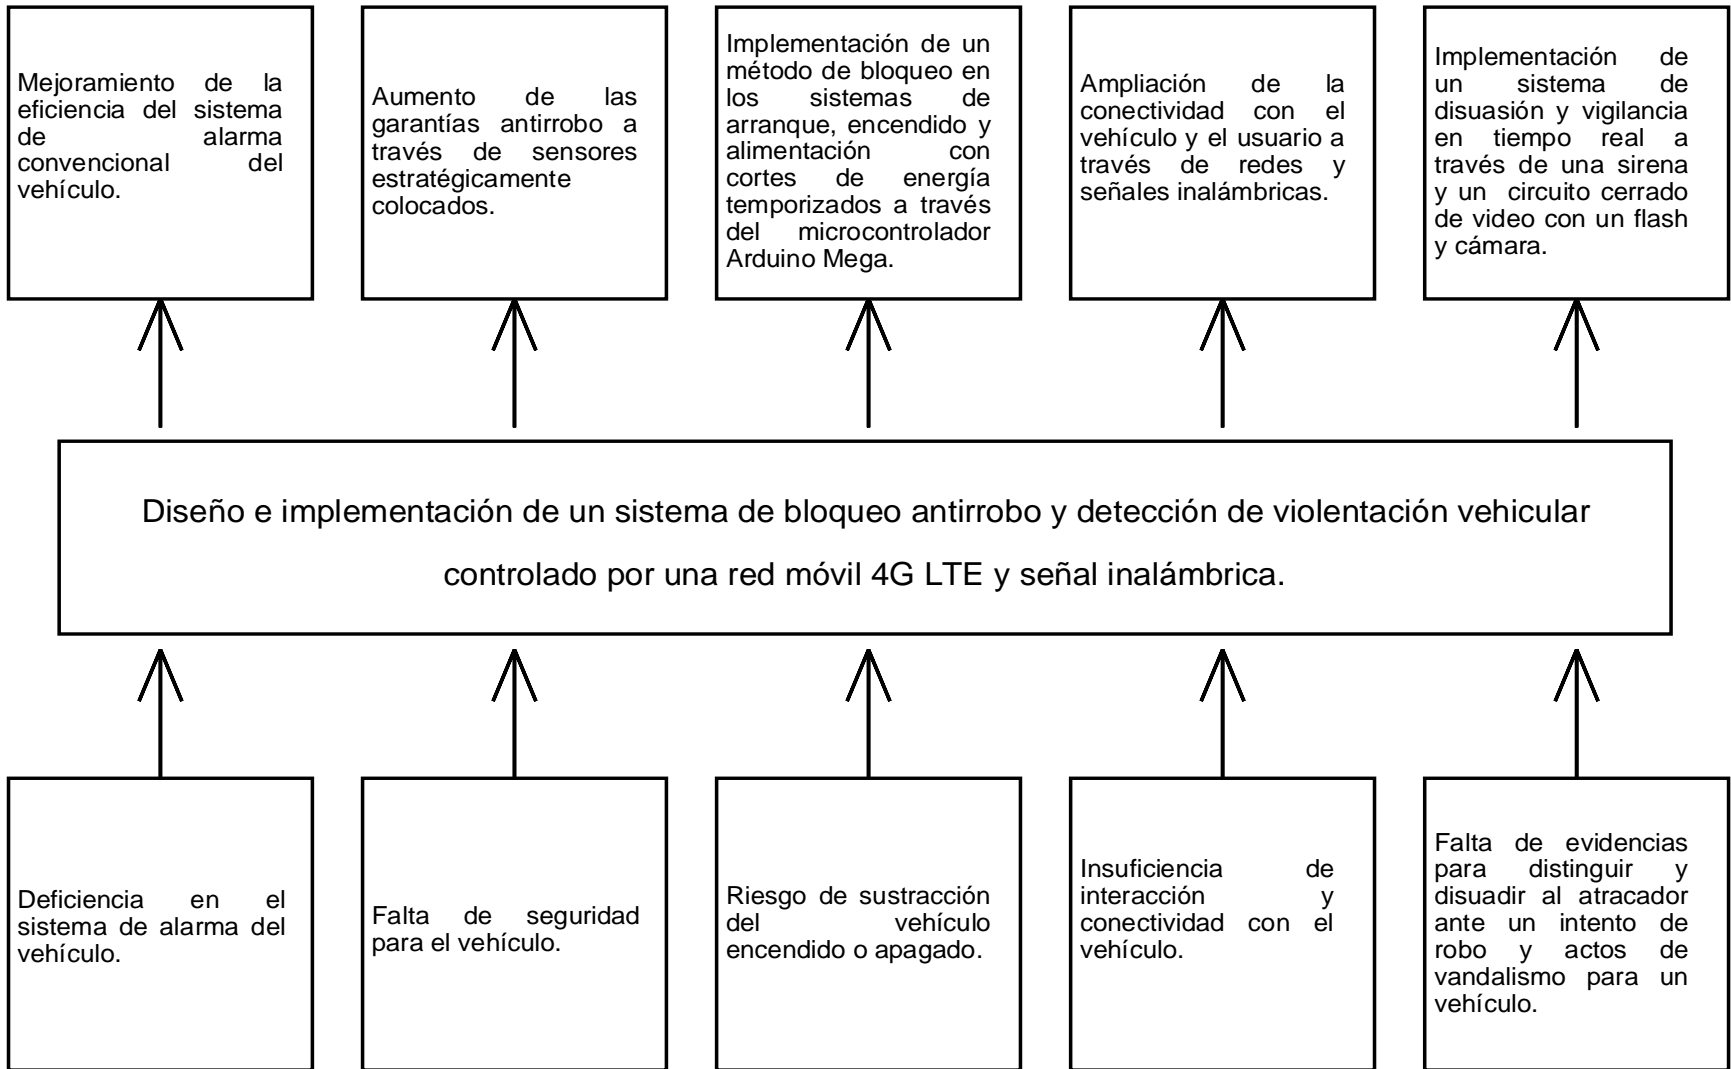 Mejoramiento de la
eficiencia del sistema
de alarma
convencional del
vehículo.
Aumento de las
garantías antirrobo a
través de sensores
estratégicamente
colocados.
Implementación de un
método de bloqueo en
los sistemas de
arranque, encendido y
alimentación con
cortes de energía
temporizados a través
del microcontrolador
Arduino Mega.
Ampliación de la
conectividad con el
vehículo y el usuario a
través de redes y
señales inalámbricas.
Implementación de
un sistema de
disuasión y vigilancia
en tiempo real a
través de una sirena
y un circuito cerrado
de video con un flash
y cámara.
Diseño e implementación de un sistema de bloqueo antirrobo y detección de violentación vehicular
controlado por una red móvil 4G LTE y señal inalámbrica.
Deficiencia en el
sistema de alarma del
vehículo.
Falta de seguridad
para el vehículo.
Riesgo de sustracción
del vehículo
encendido o apagado.
Insuficiencia de
interacción y
conectividad con el
vehículo.
Falta de evidencias
para distinguir y
disuadir al atracador
ante un intento de
robo y actos de
vandalismo para un
vehículo.